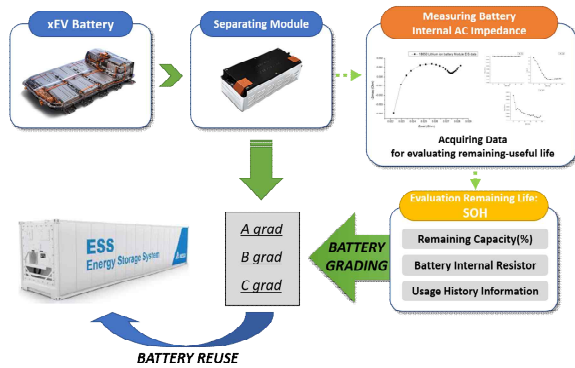 xEV Battery
Separating Module
Measuring Battery
Internal AC Impedance
Acquiring Data
for evaluating remaining-useful life
Evaluation Remaining Life:
SOH
Remaining Capacity(%)
Battery Internal Resistor
Usage History Information
BATTERY
GRADING
A grad
B grad
C grad
ESS
Energy Storage System
BATTERY REUSE